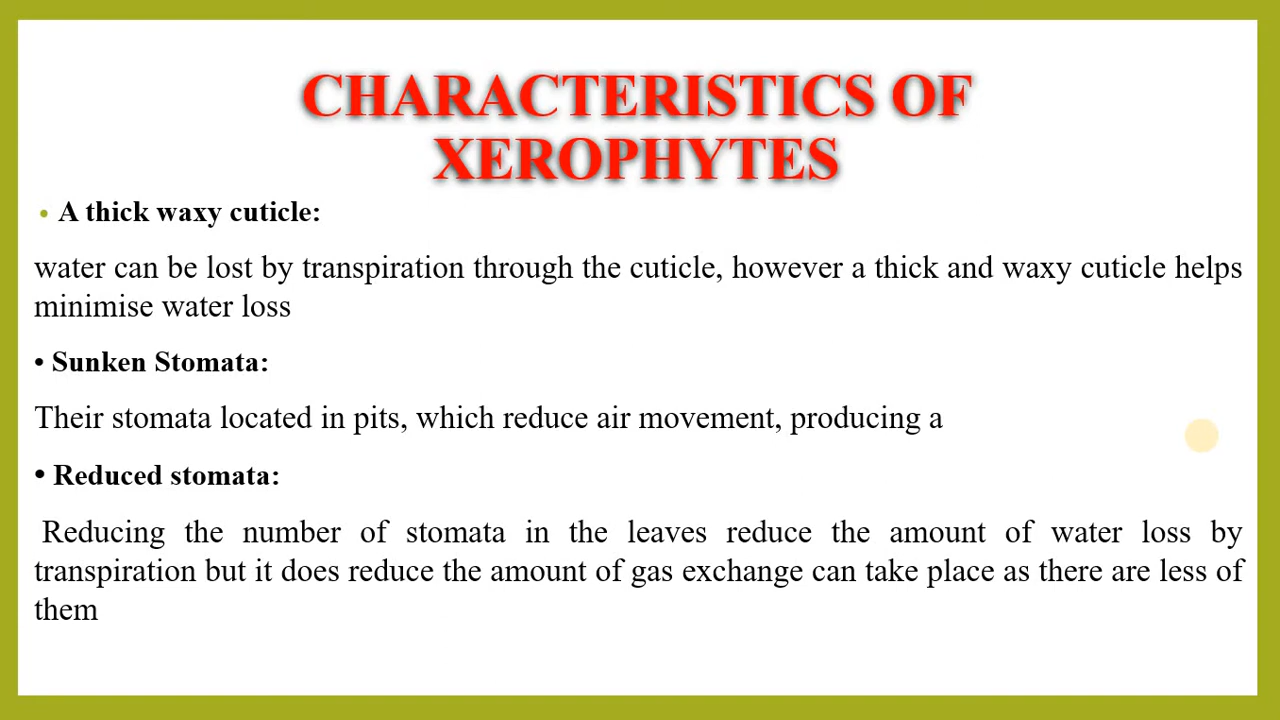 CHARACTERISTICS OF
XEROPHYTES
• A thick waxy cuticle:
water can be lost by transpiration through the cuticle, however a thick and waxy cuticle helps
minimise water loss
• Sunken Stomata:
Their stomata located in pits, which reduce air movement, producing a
• Reduced stomata:
Reducing the number of stomata in the leaves reduce the amount of water loss by
transpiration but it does reduce the amount of gas exchange can take place as there are less of
them